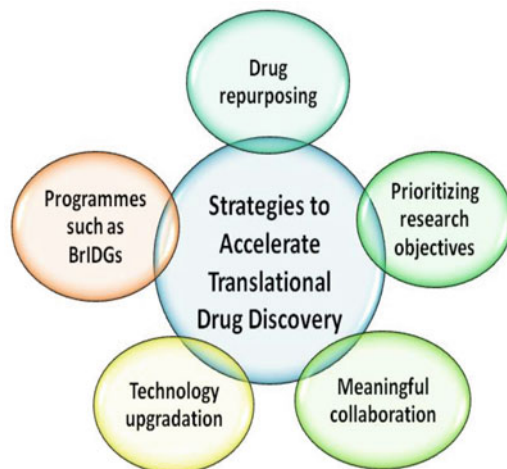 Drug
repurposing
Programmes
such as
BrIDGs
Strategies to
Accelerate
Translational
Drug Discovery
Prioritizing
research
objectives
Technology
upgradation
Meaningful
collaboration